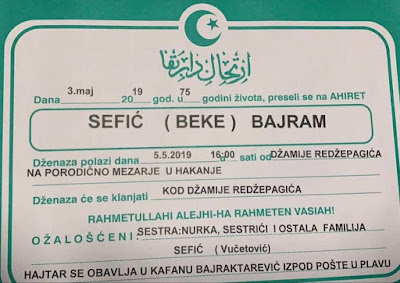 ارتحال دار بقا
Dana 3.maj 2019 god. u 75 godini života, preseli se na AHIRET
SEFIĆ ( BEKE ) BAJRAM
Dženaza polazi dana 5.5.2019 16:00 sati od DŽAMIJE REDŽEPAGIĆA
NA PORODIČNO MEZARJE U HAKANJE
Dženaza će se klanjati KOD DŽAMIJE REDŽEPAGIĆA
RAHMETULLAHI ALEJHI-HA RAHMETEN VASIAH!
OŽALOŠĆENI: SESTRA:NURKA, SESTRIĆI I OSTALA FAMILIJA
SEFIĆ (Vučetović)
HAJTAR SE OBAVLJA U KAFANU BAJRAKTAREVIĆ IZPOD POŠTE U PLAVU